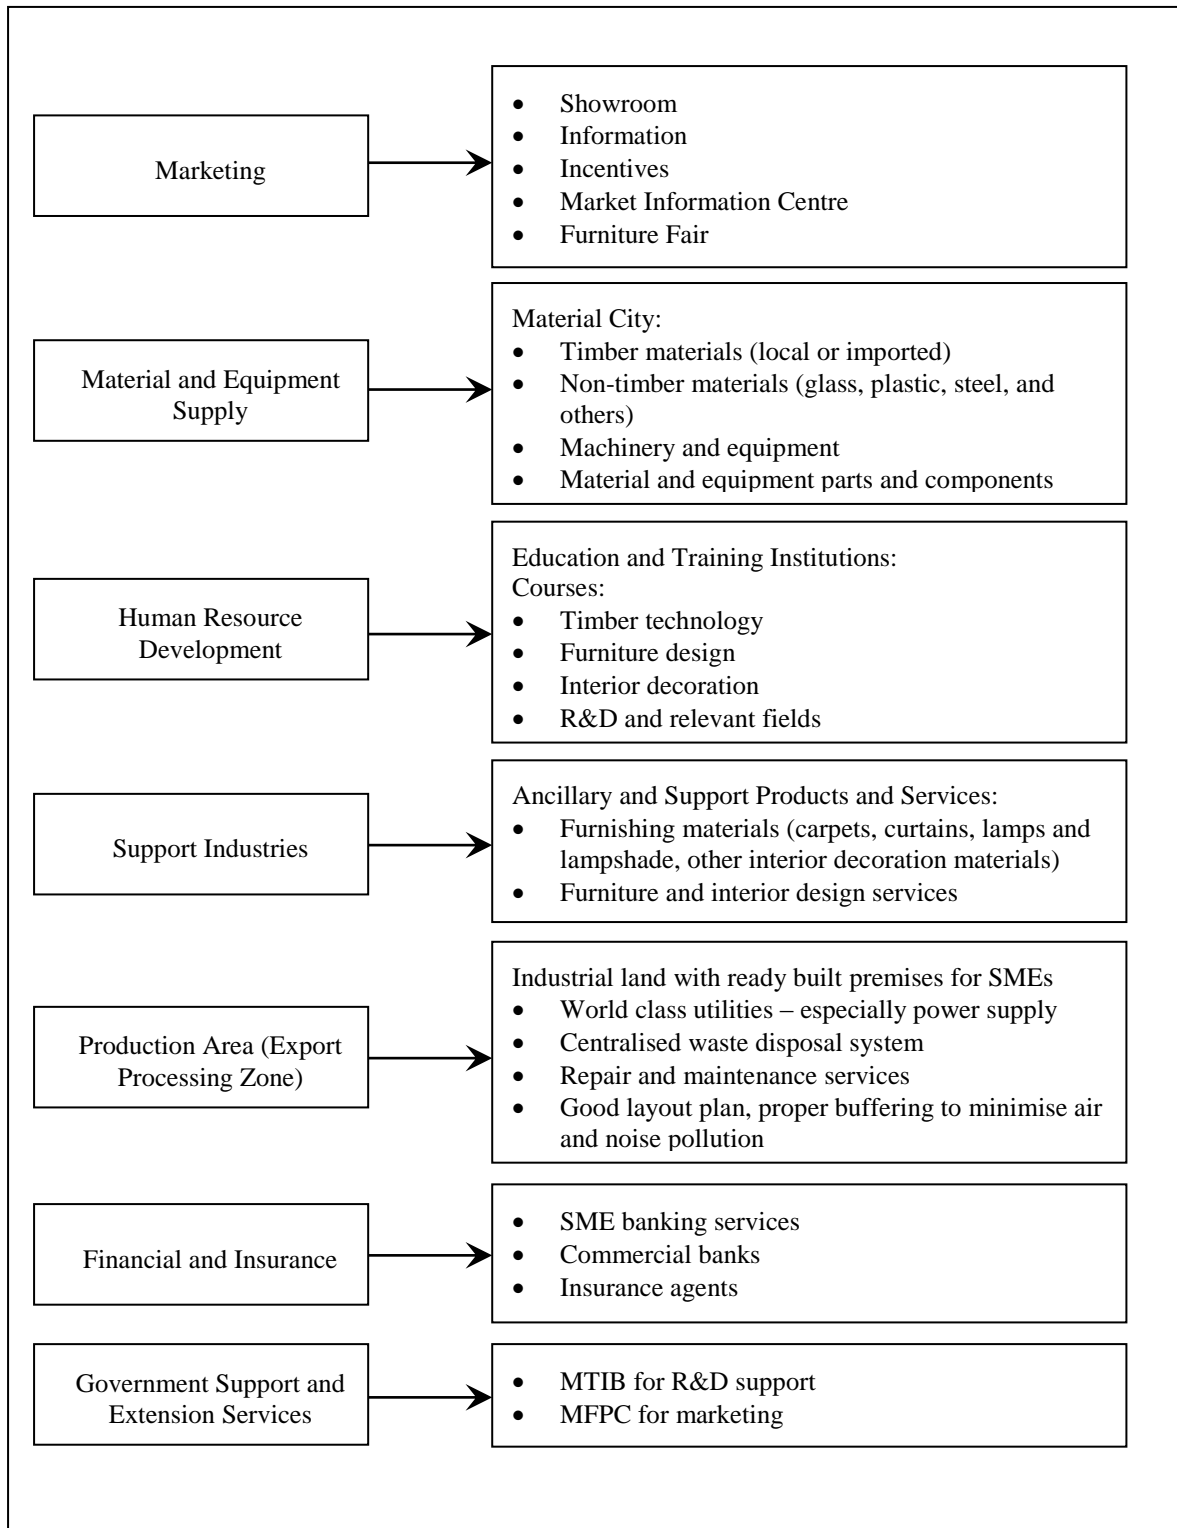 Marketing
• Showroom
• Information
• Incentives
• Market Information Centre
• Furniture Fair
Material and Equipment
Supply
Material City:
• Timber materials (local or imported)
• Non-timber materials (glass, plastic, steel, and
others)
• Machinery and equipment
• Material and equipment parts and components
Human Resource
Development
Education and Training Institutions:
Courses:
• Timber technology
• Furniture design
• Interior decoration
• R&D and relevant fields
Support Industries
Ancillary and Support Products and Services:
• Furnishing materials (carpets, curtains, lamps and
lampshade, other interior decoration materials)
• Furniture and interior design services
Production Area (Export
Processing Zone)
Industrial land with ready built premises for SMEs
• World class utilities – especially power supply
• Centralised waste disposal system
• Repair and maintenance services
• Good layout plan, proper buffering to minimise air
and noise pollution
Financial and Insurance
• SME banking services
• Commercial banks
• Insurance agents
Government Support and
Extension Services
• MTIB for R&D support
• MFPC for marketing